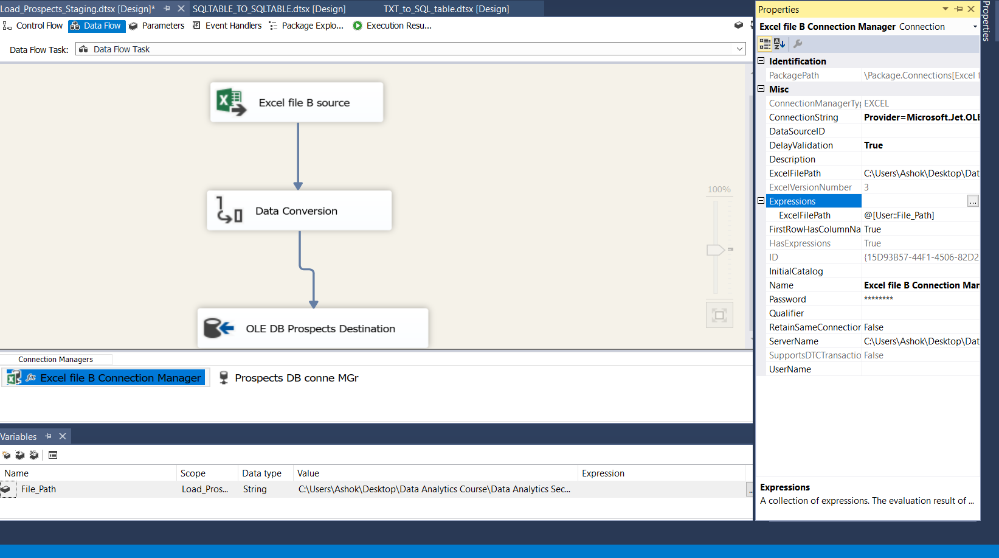 Load_Prospects_Staging.dtsx [Design]* SQLTABLE_TO_SQLTABLE.dtsx [Design] TXT_to_SQL_table.dtsx [Design]
Control Flow Data Flow Parameters Event Handlers Package Explo... Execution Resu...
Data Flow Task: Data Flow Task
Excel file B source
Data Conversion
OLE DB Prospects Destination
100%
Connection Managers
Excel file B Connection Manager Prospects DB conne MGr
Variables
Name Scope Data type Value Expression
File_Path Load_Pros... String C:\Users\Ashok\Desktop\Data Analytics Course\Data Analytics Sec... ...
Properties
Excel file B Connection Manager Connection
Identification
PackagePath \Package.Connections[Excel f
Misc
ConnectionManagerTyp EXCEL
ConnectionString Provider=Microsoft.Jet.OLE
DataSourceID
DelayValidation True
Description
ExcelFilePath C:\Users\Ashok\Desktop\Dat
ExcelVersionNumber 3
Expressions ...
ExcelFilePath @[User::File_Path]
FirstRowHasColumnNa True
HasExpressions True
ID {15D93B57-44F1-4506-82D2
InitialCatalog
Name Excel file B Connection Mar
Password ********
Qualifier
RetainSameConnection False
ServerName C:\Users\Ashok\Desktop\Dat
SupportsDTCTransactio False
UserName
Expressions
A collection of expressions. The evaluation result of ...
Properties